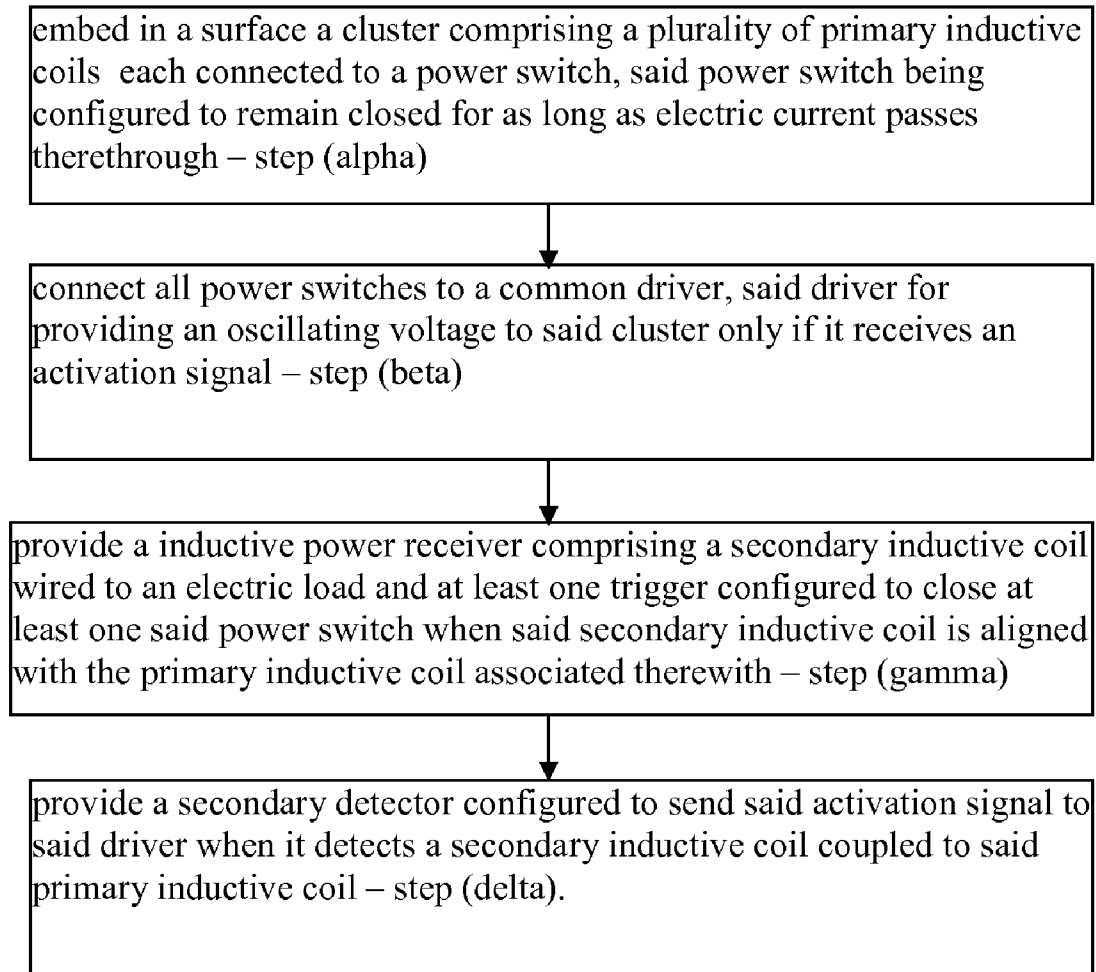 embed in a surface a cluster comprising a plurality of primary inductive
coils each connected to a power switch, said power switch being
configured to remain closed for as long as electric current passes
therethrough – step (alpha)
connect all power switches to a common driver, said driver for
providing an oscillating voltage to said cluster only if it receives an
activation signal – step (beta)
provide a inductive power receiver comprising a secondary inductive coil
wired to an electric load and at least one trigger configured to close at
least one said power switch when said secondary inductive coil is aligned
with the primary inductive coil associated therewith – step (gamma)
provide a secondary detector configured to send said activation signal to
said driver when it detects a secondary inductive coil coupled to said
primary inductive coil – step (delta).